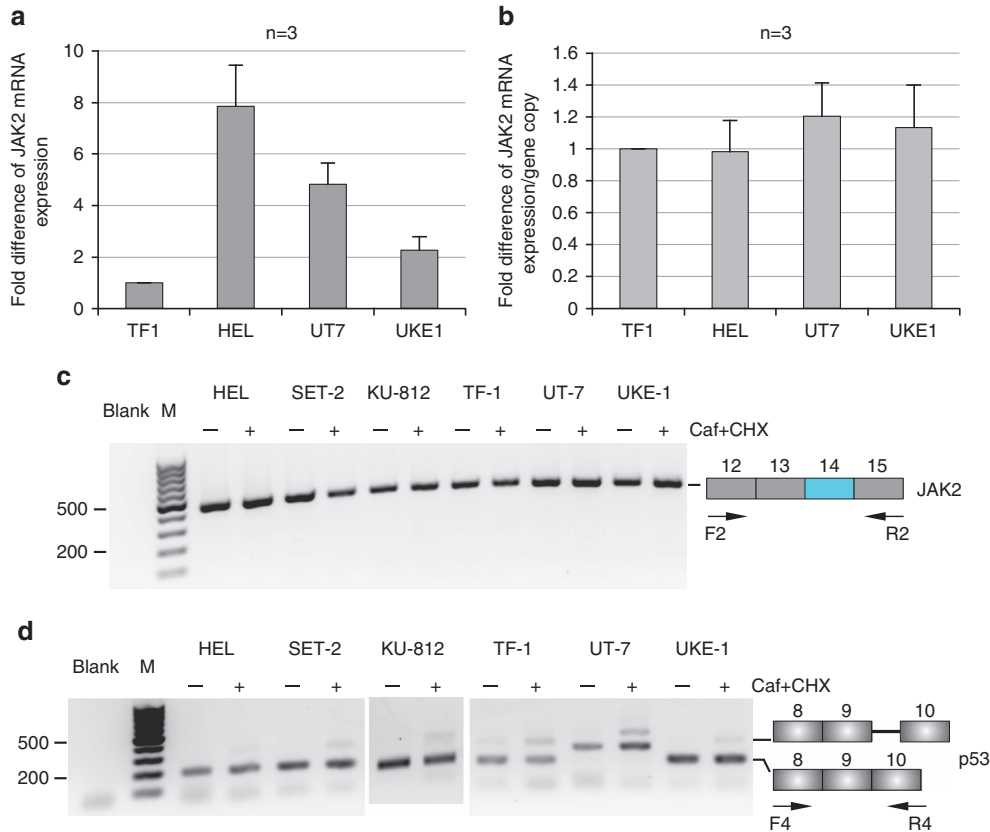 a
n=3
Fold difference of JAK2 mRNA
expression
10
8
6
4
2
0
TF1 HEL UT7 UKE1
b
n=3
Fold difference of JAK2 mRNA
expression/gene copy
1.6
1.4
1.2
1
0.8
0.6
0.4
0.2
0
TF1 HEL UT7 UKE1
c
HEL SET-2 KU-812 TF-1 UT-7 UKE-1
Blank M
– + – + – + – + – + – + Caf+CHX
500
200
12 13 14 15
JAK2
F2 R2
d
HEL SET-2 KU-812 TF-1 UT-7 UKE-1
Blank M
– + – + – + – + – + – + Caf+CHX
500
200
8 9 10
p53
8 9 10
F4 R4